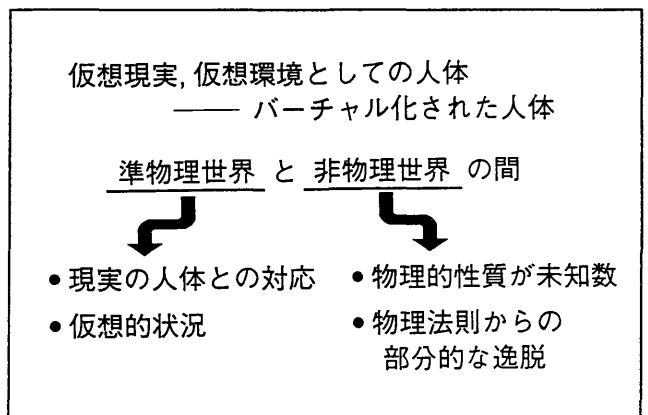 仮想現実,仮想環境としての人体
—— バーチャル化された人体
準物理世界 と 非物理世界 の間
• 現実の人体との対応
• 仮想的状況
• 物理的性質が未知数
• 物理法則からの
部分的な逸脱